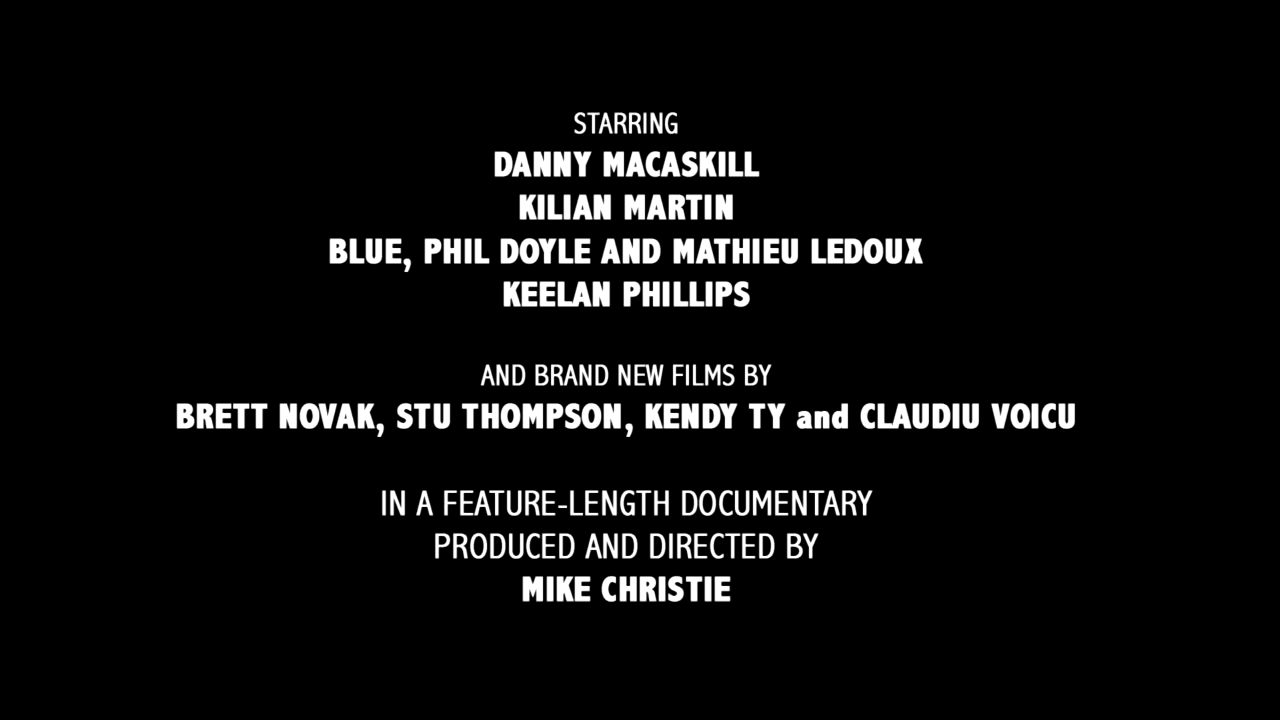 STARRING
DANNY MACASKILL
KILIAN MARTIN
BLUE, PHIL DOYLE AND MATHIEU LEDOUX
KEELAN PHILLIPS
AND BRAND NEW FILMS BY
BRETT NOVAK, STU THOMPSON, KENDY TY and CLAUDIU VOICU
IN A FEATURE-LENGTH DOCUMENTARY
PRODUCED AND DIRECTED BY
MIKE CHRISTIE